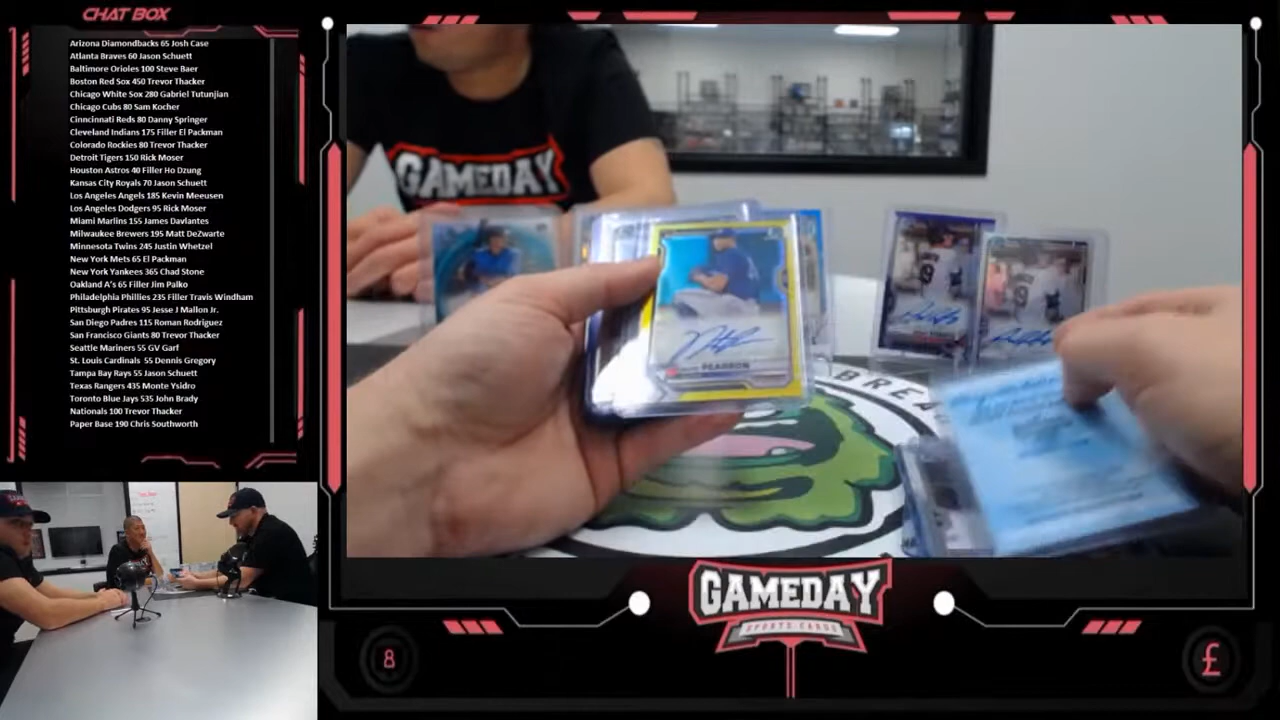 CHAT BOX
Arizona Diamondbacks 65 Josh Case
Atlanta Braves 60 Jason Schuett
Baltimore Orioles 100 Steve Baer
Boston Red Sox 450 Trevor Thacker
Chicago White Sox 280 Gabriel Tutunjian
Chicago Cubs 80 Sam Kocher
Cinncinnati Reds 80 Danny Springer
Cleveland Indians 175 Filler El Packman
Colorado Rockies 80 Trevor Thacker
Detroit Tigers 150 Rick Moser
Houston Astros 40 Filler Ho Dzung
Kansas City Royals 70 Jason Schuett
Los Angeles Angels 185 Kevin Meeusen
Los Angeles Dodgers 95 Rick Moser
Miami Marlins 155 James Davlantes
Milwaukee Brewers 195 Matt DeZwarte
Minnesota Twins 245 Justin Whetzel
New York Mets 65 El Packman
New York Yankees 365 Chad Stone
Oakland A's 65 Filler Jim Palko
Philadelphia Phillies 235 Filler Travis Windham
Pittsburgh Pirates 95 Jesse J Mallon Jr.
San Diego Padres 115 Roman Rodriguez
San Francisco Giants 80 Trevor Thacker
Seattle Mariners 55 GV Garf
St. Louis Cardinals 55 Dennis Gregory
Tampa Bay Rays 55 Jason Schuett
Texas Rangers 435 Monte Ysidro
Toronto Blue Jays 535 John Brady
Nationals 100 Trevor Thacker
Paper Base 190 Chris Southworth
GAMEDAY
PEARSON
9
9
BREA
GAMEDAY
SPORTS CARDS
8
£